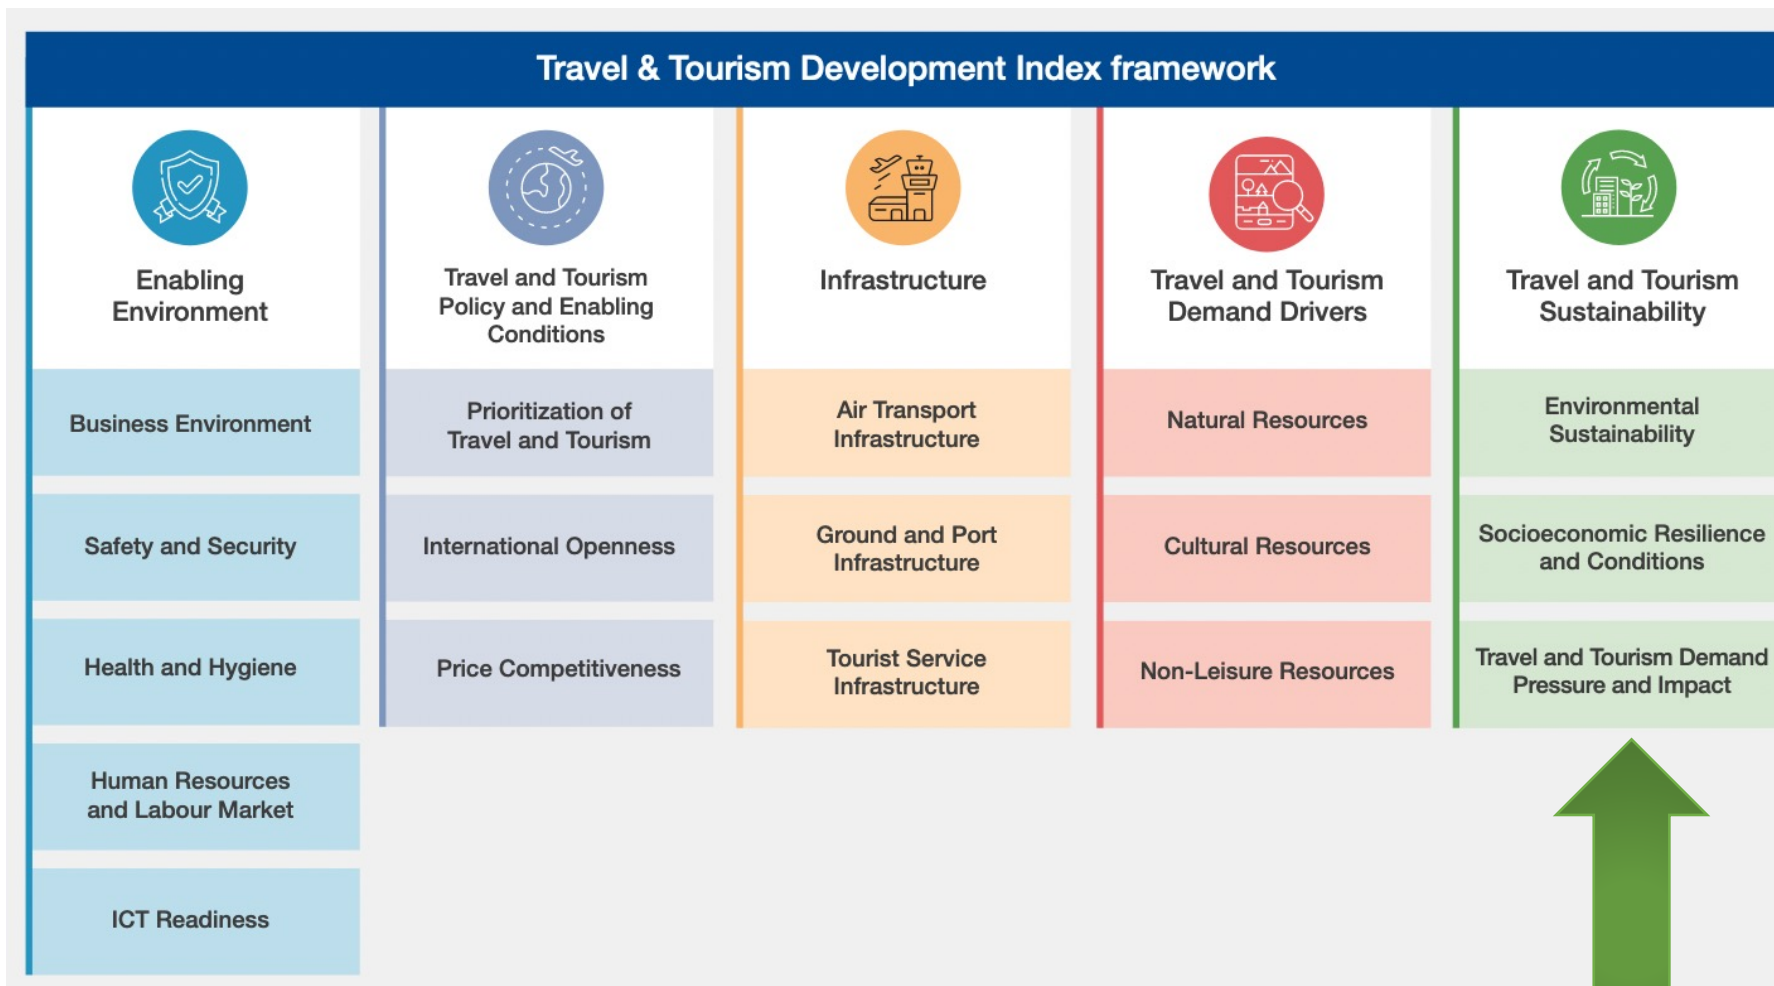 Travel & Tourism Development Index framework
Enabling
Environment
Business Environment
Safety and Security
Health and Hygiene
Human Resources
and Labour Market
ICT Readiness
Travel and Tourism
Policy and Enabling
Conditions
Prioritization of
Travel and Tourism
International Openness
Price Competitiveness
Infrastructure
Air Transport
Infrastructure
Ground and Port
Infrastructure
Tourist Service
Infrastructure
Travel and Tourism
Demand Drivers
Natural Resources
Cultural Resources
Non-Leisure Resources
Travel and Tourism
Sustainability
Environmental
Sustainability
Socioeconomic Resilience
and Conditions
Travel and Tourism Demand
Pressure and Impact